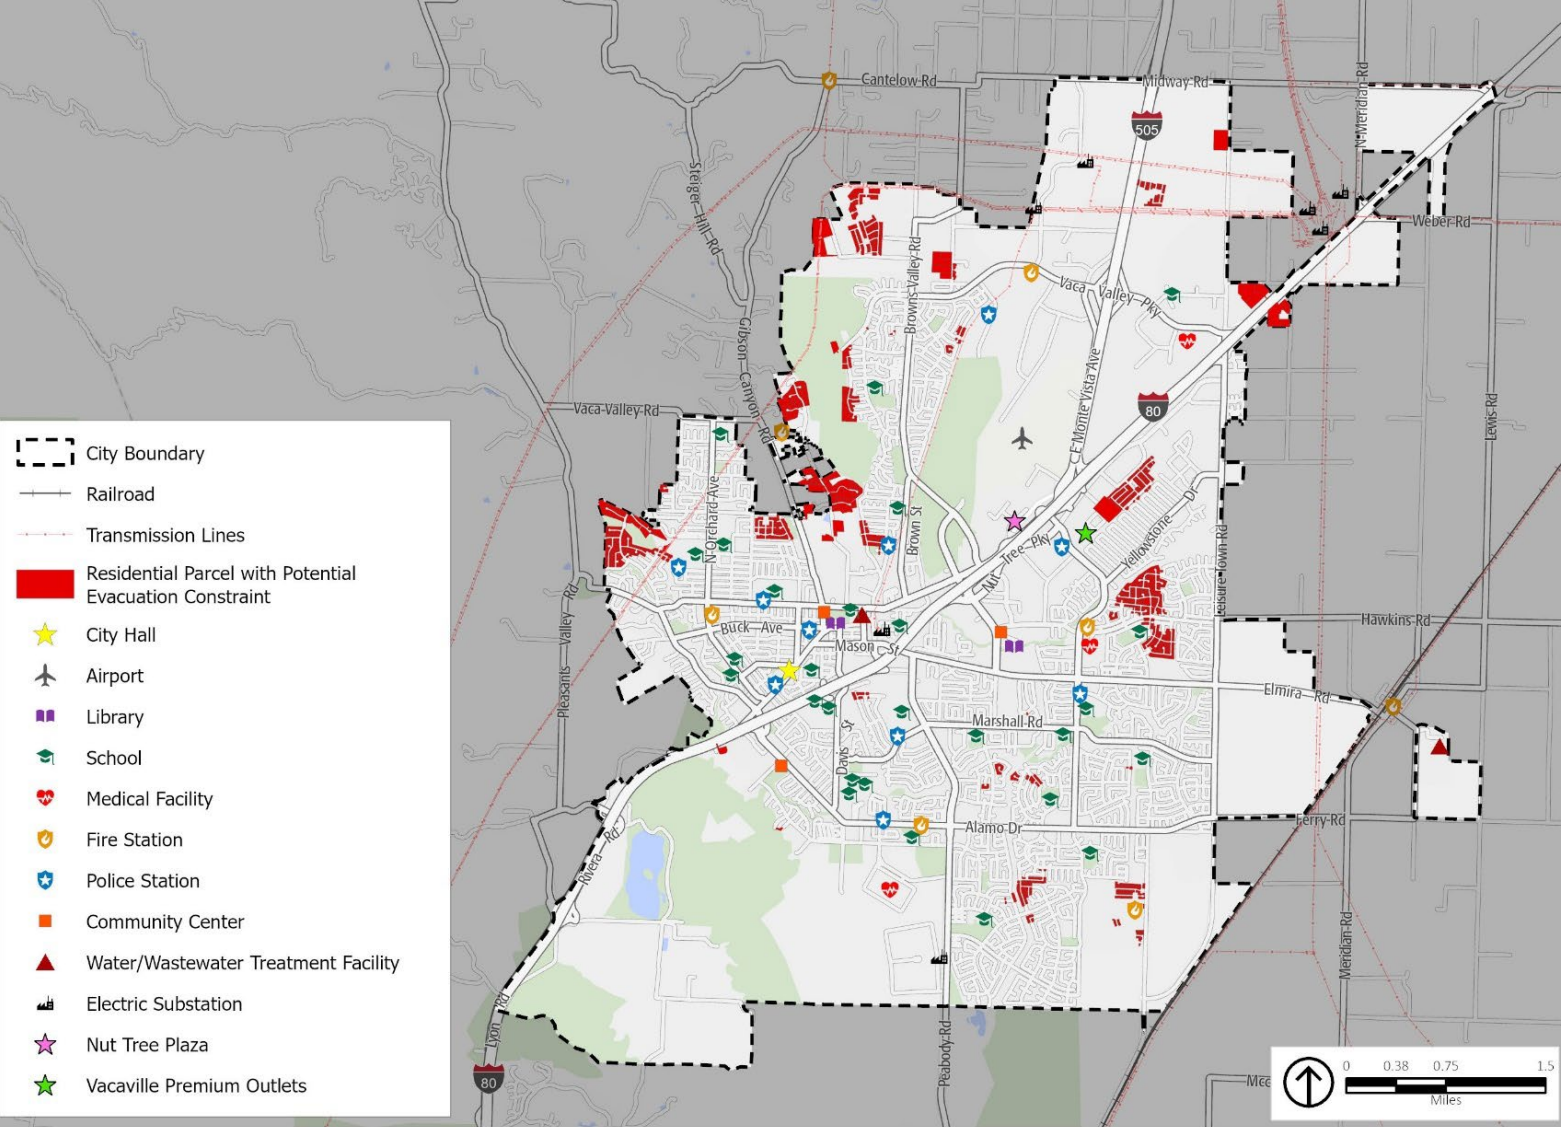 Cantelow Rd
Midway Rd
505
N Meridian Rd
Steiger Hill Rd
Weber Rd
Browns Valley Rd
Vaca Valley Pky
Gibson Canyon Rd
E Monte Vista Ave
80
Lewis Rd
Vaca Valley Rd
N Orchard Ave
Brown St
Nut Tree Pky
Yellowstone Dr
Leisure Town Rd
Pleasants Valley Rd
Hawkins Rd
Buck Ave
Mason St
Elmira Rd
Marshall Rd
Davis St
Alamo Dr
Ferry Rd
Rivera Rd
Meridian Rd
Lyon Rd
Peabody Rd
80
City Boundary
Railroad
Transmission Lines
Residential Parcel with Potential
Evacuation Constraint
City Hall
Airport
Library
School
Medical Facility
Fire Station
Police Station
Community Center
Water/Wastewater Treatment Facility
Electric Substation
Nut Tree Plaza
Vacaville Premium Outlets
0 0.38 0.75 1.5
Miles